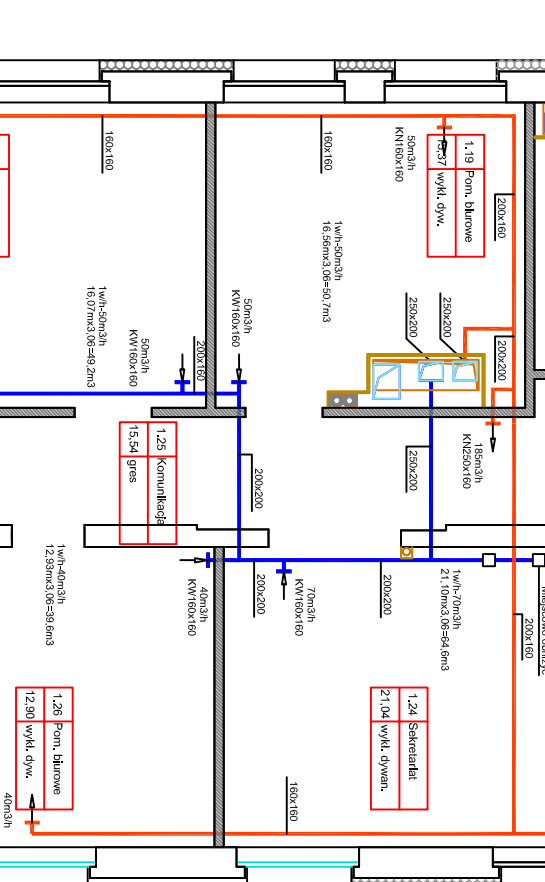 160x160
160x160
50m3/h
KN160x160
1.19 Pom. biurowe
wykł. dyw.
200x160
1w/h-50m3/h
16,56mx3,06=50,7m3
1w/h-50m3/h
16,07mx3,06=49,2m3
50m3/h
KW160x160
200x160
50m3/h
KW160x160
250x200
250x200
200x160
1.25 Komunikacja
15,54 gres
200x200
250x200
185m3/h
KN250x160
1w/h-40m3/h
12,93mx3,06=39,6m3
40m3/h
KW160x160
200x200
70m3/h
KW160x160
200x200
1w/h-70m3/h
21,10mx3,06=64,6m3
200x160
1.26 Pom. biurowe
12,90 wykł. dyw.
1.24 Sekretariat
21,04 wykł. dywan.
40m3/h
160x160